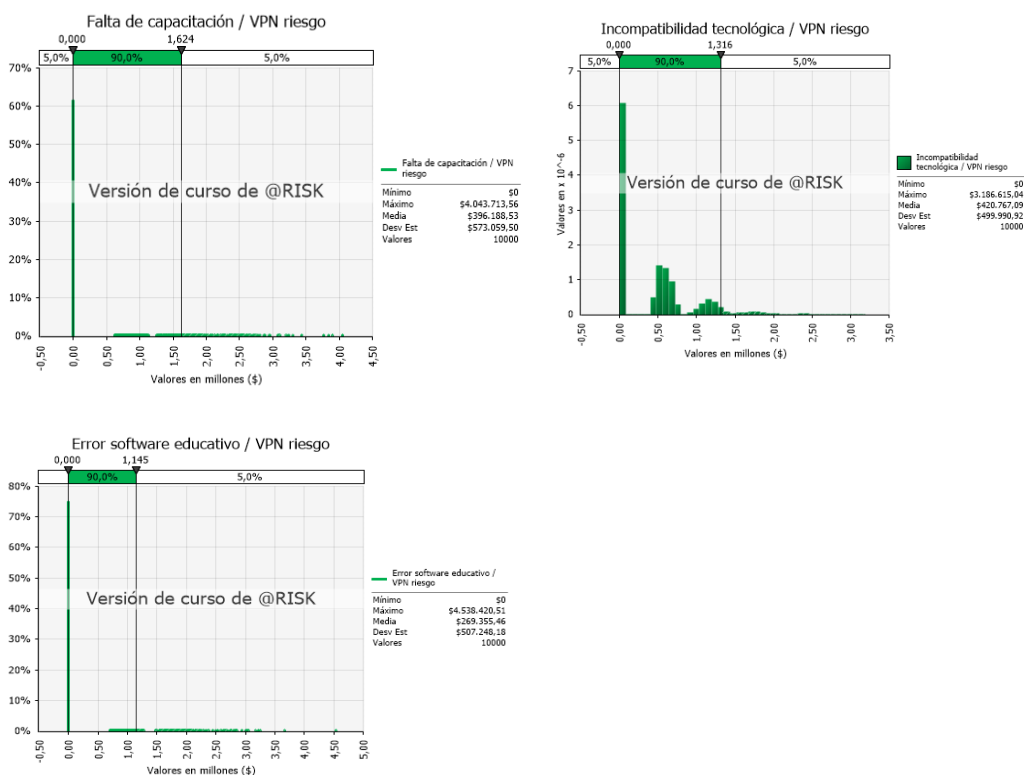 Falta de capacitación / VPN riesgo
0,000 1,624
5,0% 90,0% 5,0%
70%
60%
50%
40%
30%
20%
10%
0%
Versión de curso de @RISK
-0,50 0,00 0,50 1,00 1,50 2,00 2,50 3,00 3,50 4,00 4,50
Valores en millones ($)
Falta de capacitación / VPN
riesgo
Mínimo $0
Máximo $4.043.713,56
Media $396.188,53
Desv Est $573.059,50
Valores 10000
Incompatibilidad tecnológica / VPN riesgo
0,000 1,316
5,0% 90,0% 5,0%
Valores en x 10^-6
7
6
5
4
3
2
1
0
Versión de curso de @RISK
-0,50 0,00 0,50 1,00 1,50 2,00 2,50 3,00 3,50
Valores en millones ($)
Incompatibilidad
tecnológica / VPN riesgo
Mínimo $0
Máximo $3.186.615,04
Media $420.767,09
Desv Est $499.990,92
Valores 10000
Error software educativo / VPN riesgo
0,000 1,145
90,0% 5,0%
80%
70%
60%
50%
40%
30%
20%
10%
0%
Versión de curso de @RISK
-0,50 0,00 0,50 1,00 1,50 2,00 2,50 3,00 3,50 4,00 4,50 5,00
Valores en millones ($)
Error software educativo /
VPN riesgo
Mínimo $0
Máximo $4.538.420,51
Media $269.355,46
Desv Est $507.248,18
Valores 10000